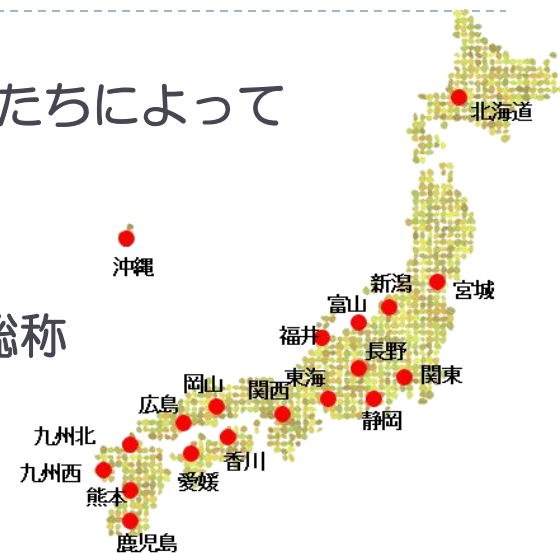 たちによって
北海道
沖縄
新潟
宮城
富山
総称
福井
長野
関東
東海
関西
岡山
広島
静岡
九州北
香川
九州西
愛媛
熊本
鹿児島